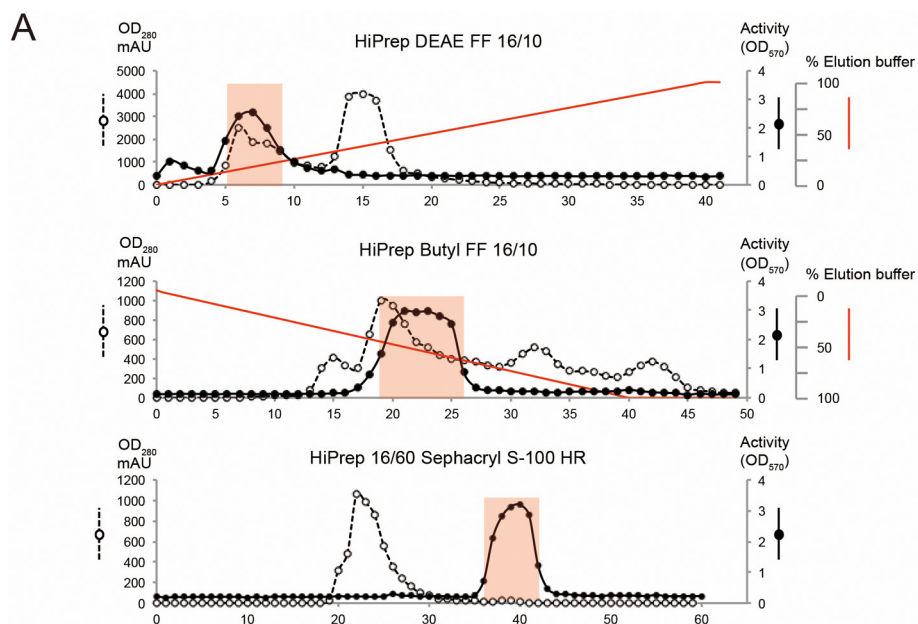 A
HiPrep DEAE FF 16/10
OD280
mAU
Activity
(OD570)
% Elution buffer
5000
4000
3000
2000
1000
0
4
3
2
1
0
100
50
0
0 5 10 15 20 25 30 35 40
HiPrep Butyl FF 16/10
OD280
mAU
Activity
(OD570)
% Elution buffer
1200
1000
800
600
400
200
0
4
3
2
1
0
0
50
100
0 5 10 15 20 25 30 35 40 45 49
HiPrep 16/60 Sephacryl S-100 HR
OD280
mAU
Activity
(OD570)
1200
1000
800
600
400
200
0
4
3
2
1
0
0 10 20 30 40 50 60